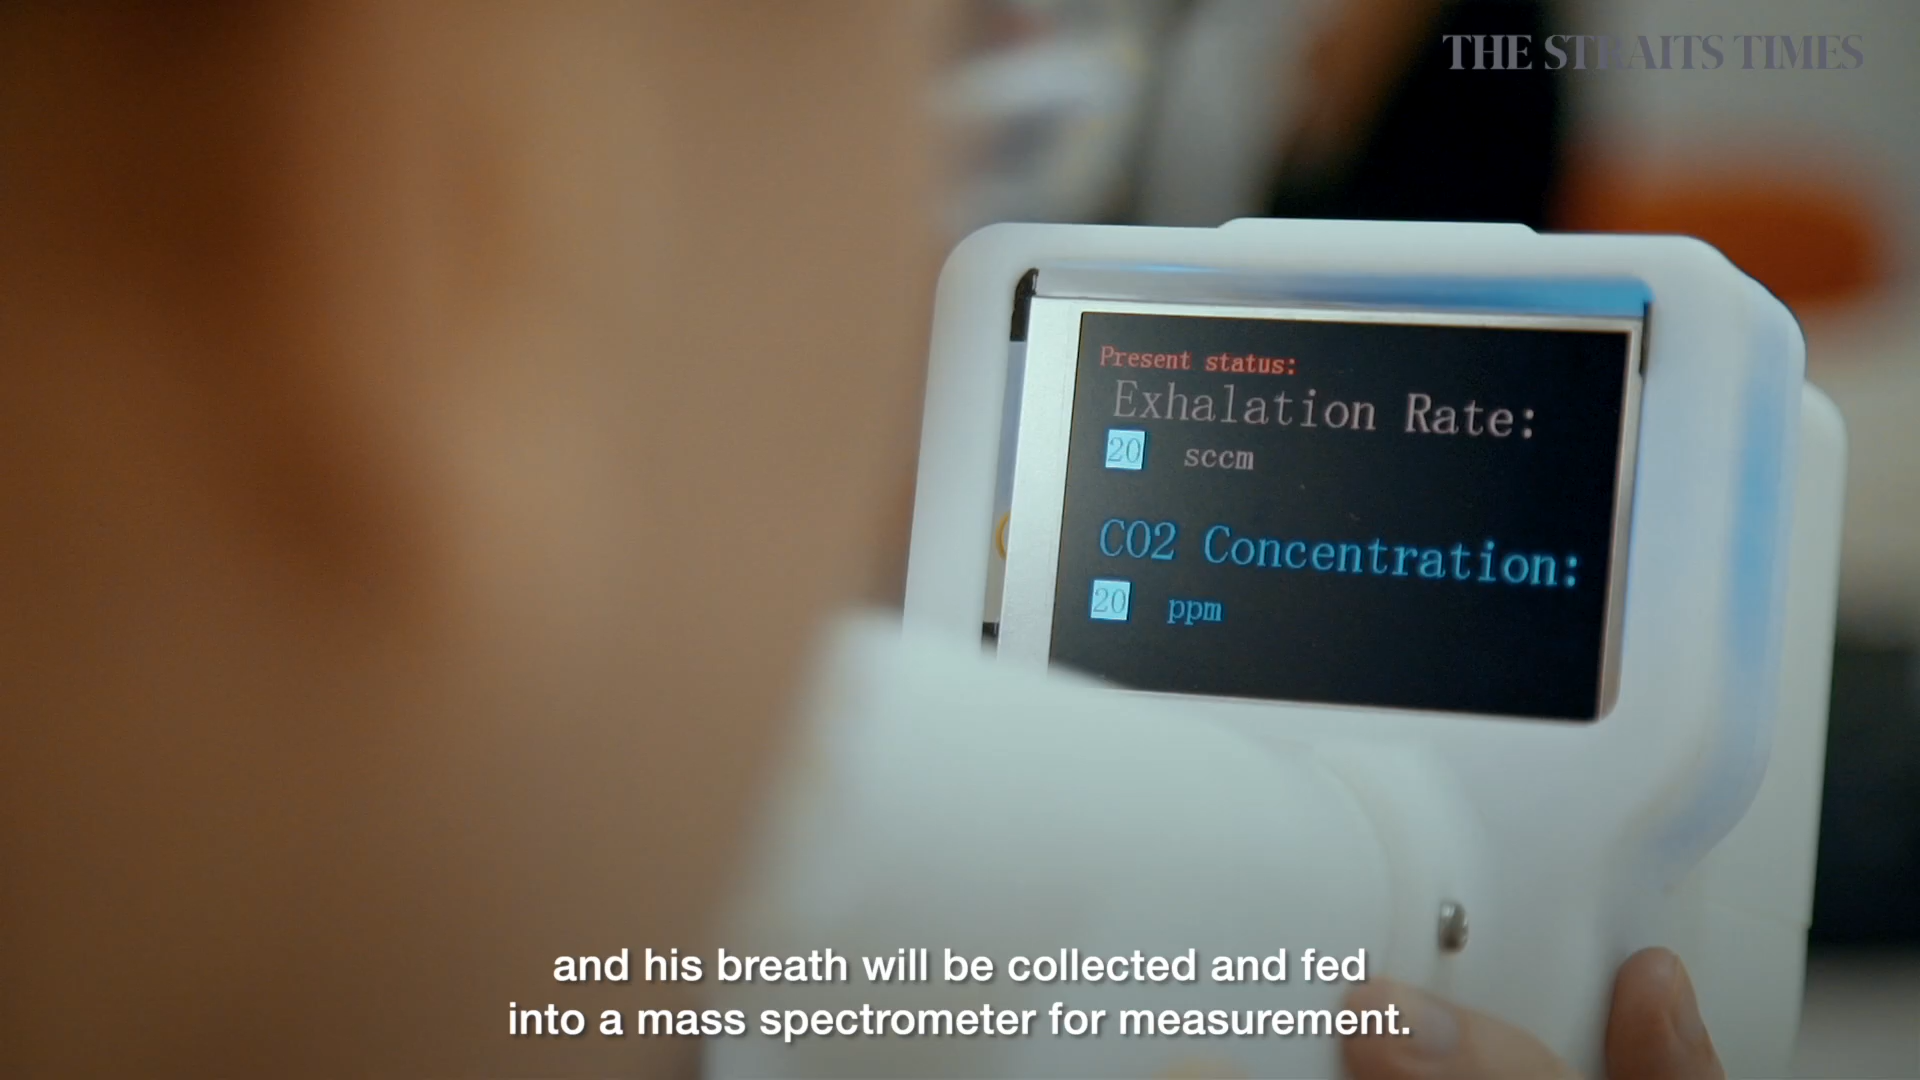 THE STRAITS TIMES
Present status:
Exhalation Rate:
20 sccm
CO2 Concentration:
20 ppm
and his breath will be collected and fed
into a mass spectrometer for measurement.